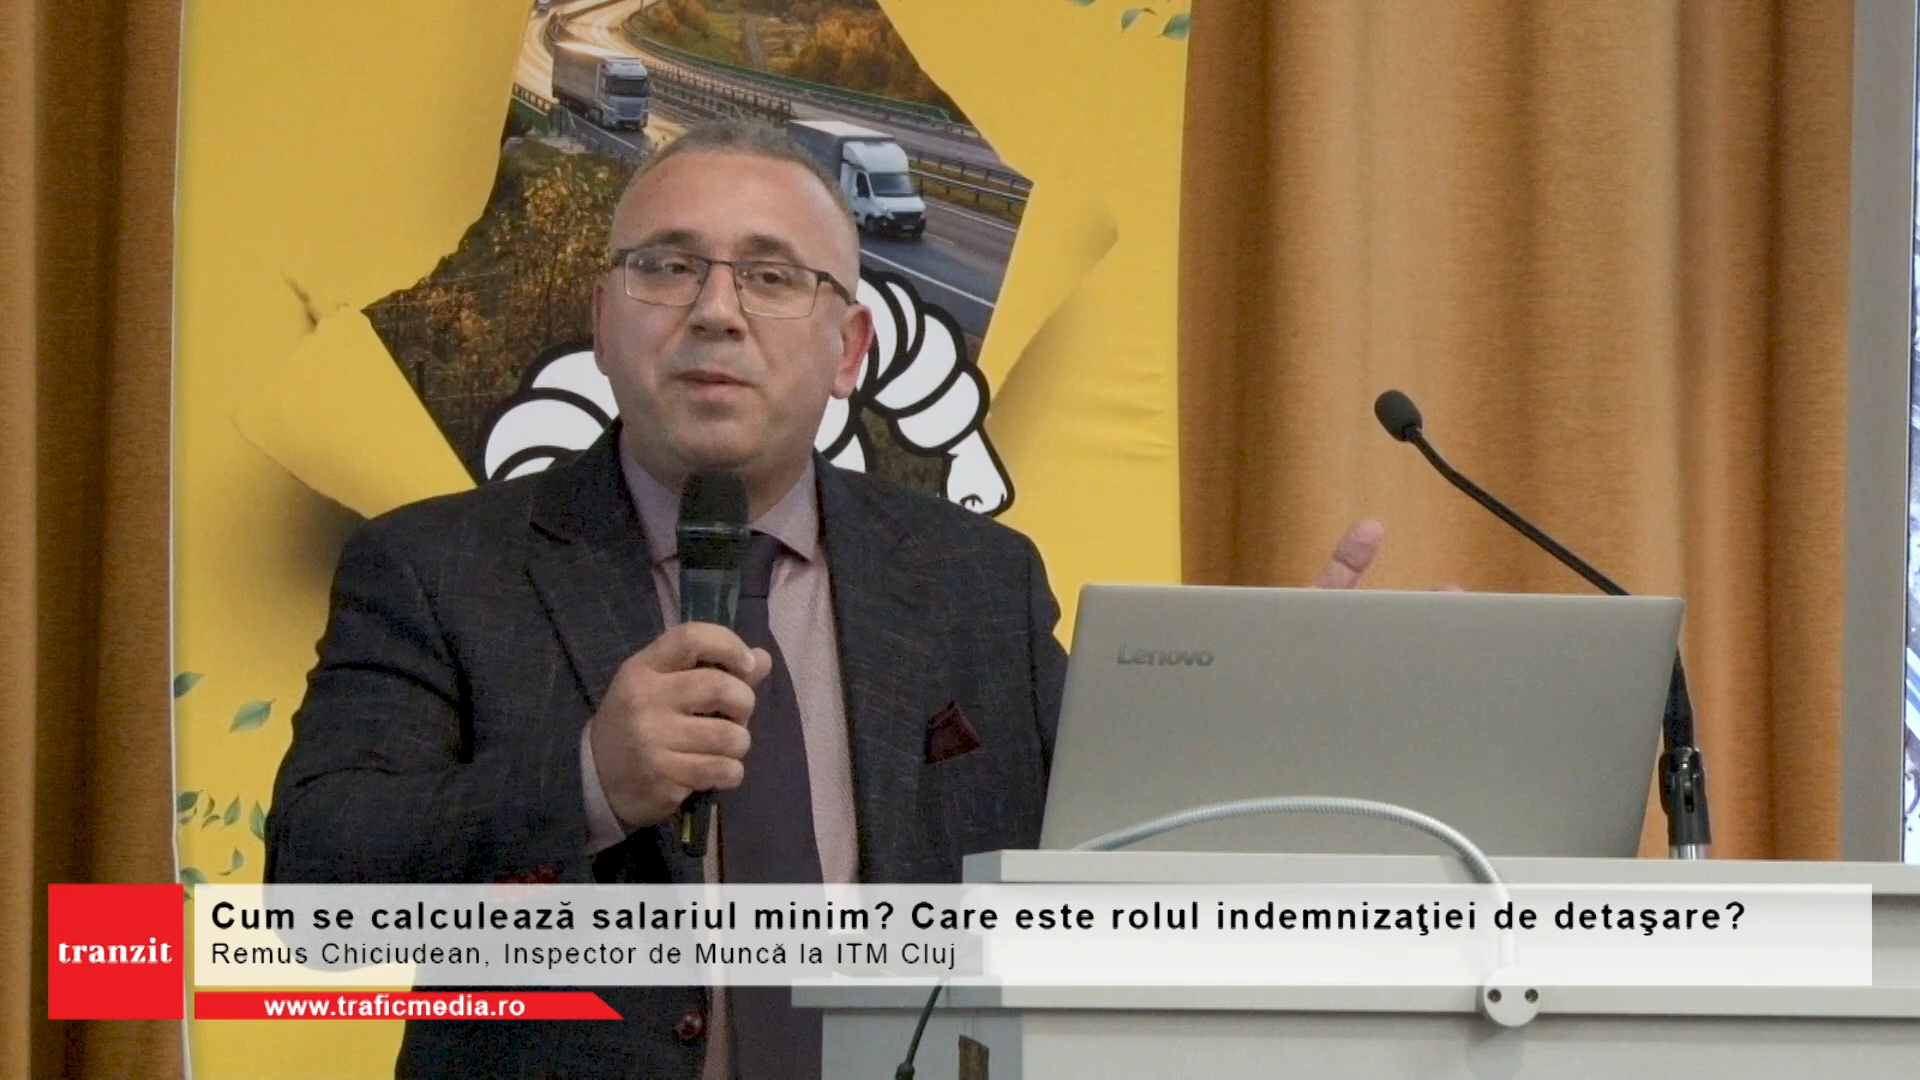 Lenovo
Cum se calculează salariul minim? Care este rolul indemnizaţiei de detaşare?
Remus Chiciudean, Inspector de Muncă la ITM Cluj
tranzit
www.traficmedia.ro